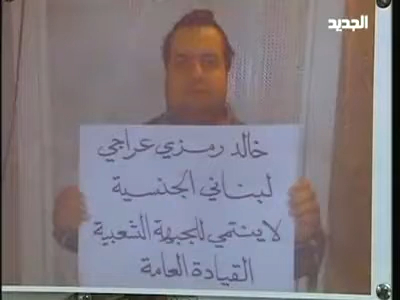 الجديد
خالد رمزي عراجي
لبناني الجنسية
لا ينتمي للجبهة الشعبية
القيادة العامة